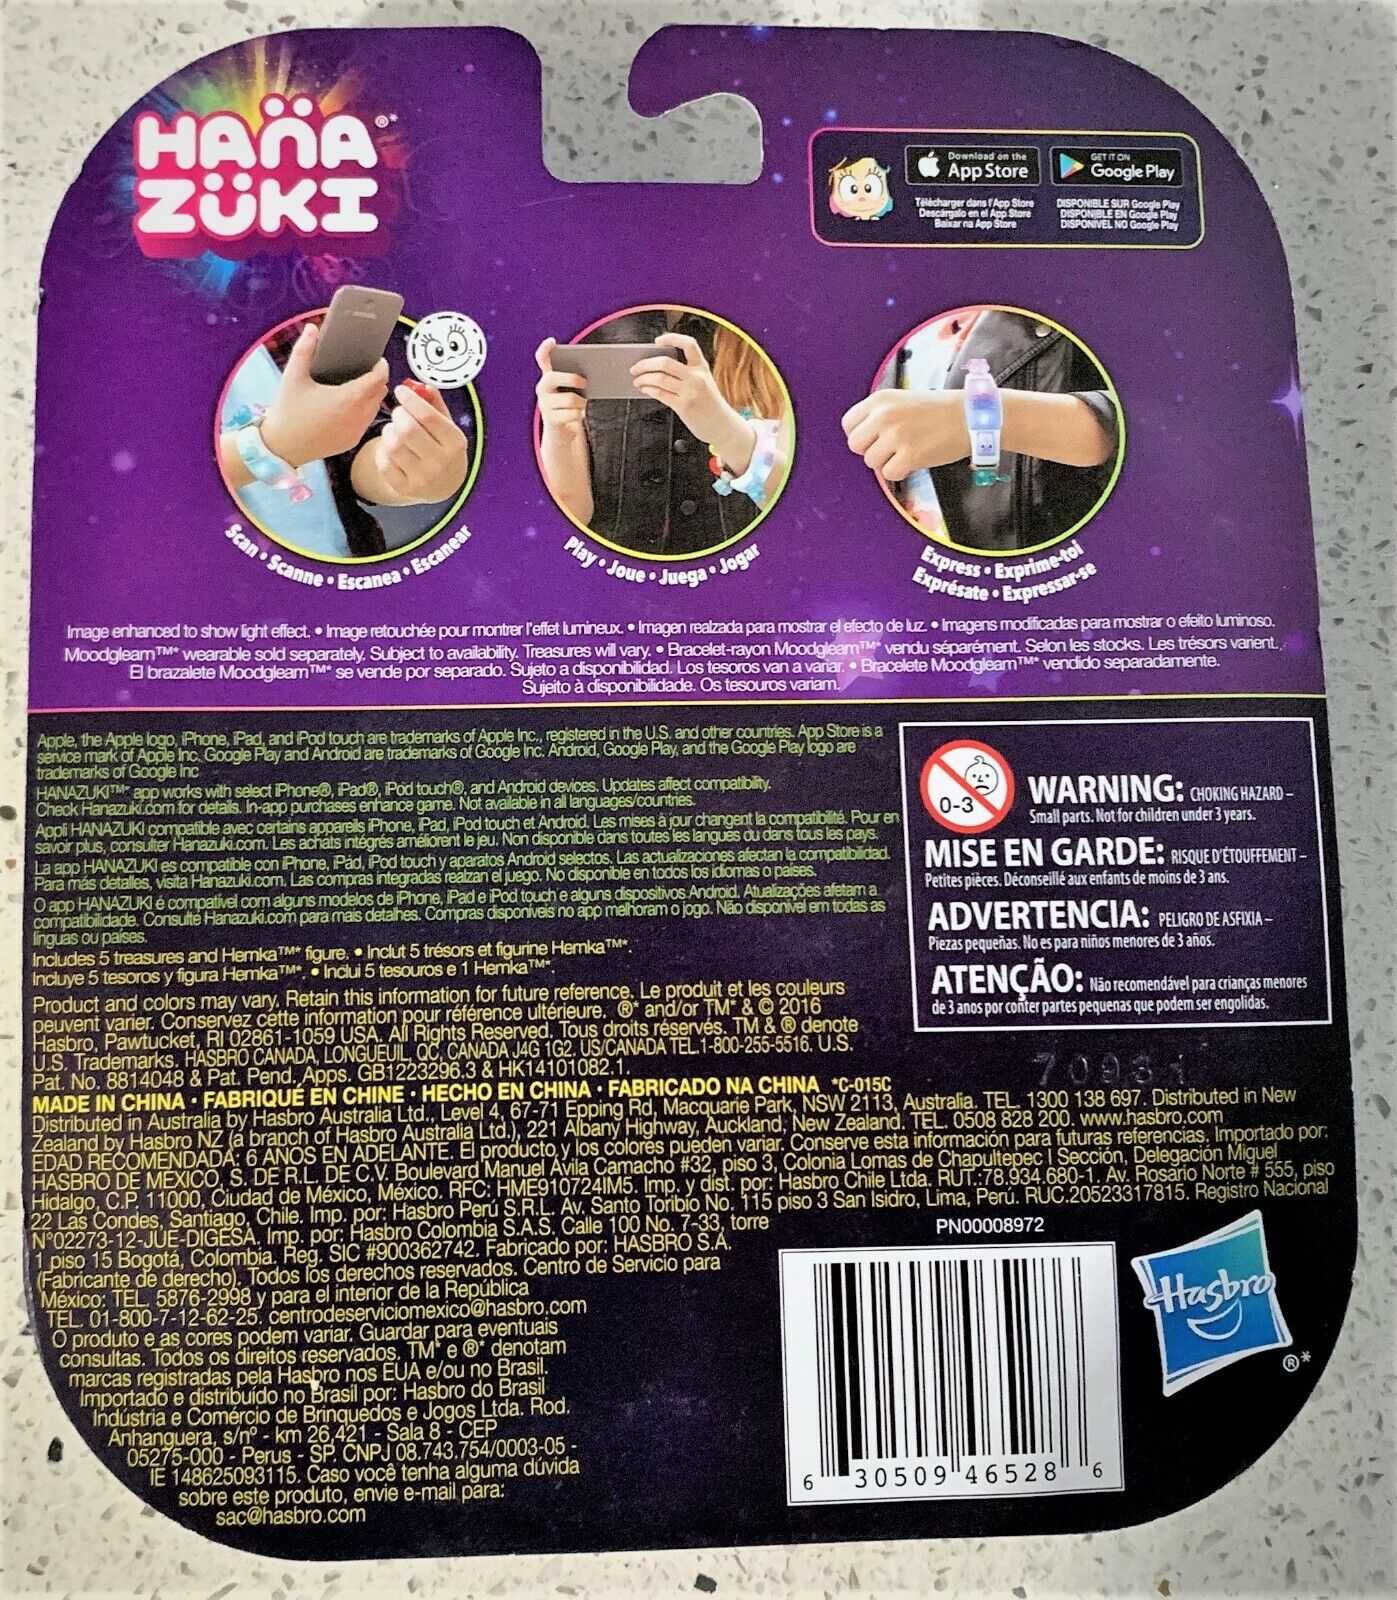 HANA
ZUKI ®*
Download on the
App Store
GET IT ON
Google Play
Télécharger dans l'App Store
Descárgalo en el App Store
Baixar na App Store
DISPONIBLE SUR Google Play
DISPONIBLE EN Google Play
DISPONÍVEL NO Google Play
Scan • Scanne • Escanea • Escanear
Play • Joue • Juega • Jogar
Express • Exprime-toi
Exprésate • Expressar-se
Image enhanced to show light effect. • Image retouchée pour montrer l'effet lumineux. • Imagen realzada para mostrar el efecto de luz. • Imagens modificadas para mostrar o efeito luminoso.
Moodgleam™* wearable sold separately. Subject to availability. Treasures will vary. • Bracelet-rayon Moodgleam™* vendu séparément. Selon les stocks. Les trésors varient.
El brazalete Moodgleam™* se vende por separado. Sujeto a disponibilidad. Los tesoros van a variar. • Bracelete Moodgleam™* vendido separadamente.
Sujeito à disponibilidade. Os tesouros variam.
Apple, the Apple logo, iPhone, iPad, and iPod touch are trademarks of Apple Inc., registered in the U.S. and other countries. App Store is a
service mark of Apple Inc. Google Play and Android are trademarks of Google Inc. Android, Google Play, and the Google Play logo are
trademarks of Google Inc
HANAZUKI™* app works with select iPhone®, iPad®, iPod touch®, and Android devices. Updates affect compatibility.
Check Hanazuki.com for details. In-app purchases enhance game. Not available in all languages/countries.
Appli HANAZUKI compatible avec certains appareils iPhone, iPad, iPod touch et Android. Les mises à jour changent la compatibilité. Pour en
savoir plus, consulter Hanazuki.com. Les achats intégrés améliorent le jeu. Non disponible dans toutes les langues ou dans tous les pays.
La app HANAZUKI es compatible con iPhone, iPad, iPod touch y aparatos Android selectos. Las actualizaciones afectan la compatibilidad.
Para más detalles, visita Hanazuki.com. Las compras integradas realzan el juego. No disponible en todos los idiomas o países.
O app HANAZUKI é compatível com alguns modelos de iPhone, iPad e iPod touch e alguns dispositivos Android. Atualizações afetam a
compatibilidade. Consulte Hanazuki.com para mais detalhes. Compras disponíveis no app melhoram o jogo. Não disponível em todas as
línguas ou países.
Includes 5 treasures and Hemka™* figure. • Inclut 5 trésors et figurine Hemka™*.
Incluye 5 tesoros y figura Hemka™*. • Inclui 5 tesouros e 1 Hemka™*.
Product and colors may vary. Retain this information for future reference. Le produit et les couleurs
peuvent varier. Conservez cette information pour référence ultérieure. ®* and/or TM* & © 2016
Hasbro, Pawtucket, RI 02861-1059 USA. All Rights Reserved. Tous droits réservés. TM & ® denote
U.S. Trademarks. HASBRO CANADA, LONGUEUIL, QC, CANADA J4G 1G2. US/CANADA TEL.1-800-255-5516. U.S.
Pat. No. 8814048 & Pat. Pend. Apps. GB1223296.3 & HK14101082.1.
MADE IN CHINA • FABRIQUÉ EN CHINE • HECHO EN CHINA • FABRICADO NA CHINA *C-015C
Distributed in Australia by Hasbro Australia Ltd., Level 4, 67-71 Epping Rd, Macquarie Park, NSW 2113, Australia. TEL. 1300 138 697. Distributed in New
Zealand by Hasbro NZ (a branch of Hasbro Australia Ltd.), 221 Albany Highway, Auckland, New Zealand. TEL. 0508 828 200. www.hasbro.com
EDAD RECOMENDADA: 6 AÑOS EN ADELANTE. El producto y los colores pueden variar. Conserve esta información para futuras referencias. Importado por:
HASBRO DE MEXICO, S. DE R.L. DE C.V. Boulevard Manuel Ávila Camacho #32, piso 3, Colonia Lomas de Chapultepec I Sección, Delegación Miguel
Hidalgo, C.P. 11000, Ciudad de México, México. RFC: HME910724IM5. Imp. y dist. por: Hasbro Chile Ltda. RUT.:78.934.680-1. Av. Rosario Norte # 555, piso
22 Las Condes, Santiago, Chile. Imp. por: Hasbro Perú S.R.L. Av. Santo Toribio No. 115 piso 3 San Isidro, Lima, Perú. RUC.20523317815. Registro Nacional
N°02273-12-JUE-DIGESA. Imp. por: Hasbro Colombia S.A.S. Calle 100 No. 7-33, torre
1 piso 15 Bogotá, Colombia. Reg. SIC #900362742. Fabricado por: HASBRO S.A.
(Fabricante de derecho). Todos los derechos reservados. Centro de Servicio para
México: TEL. 5876-2998 y para el interior de la República
TEL. 01-800-7-12-62-25. centrodeserviciomexico@hasbro.com
O produto e as cores podem variar. Guardar para eventuais
consultas. Todos os direitos reservados. TM* e ®* denotam
marcas registradas pela Hasbro nos EUA e/ou no Brasil.
Importado e distribuído no Brasil por: Hasbro do Brasil
Indústria e Comércio de Brinquedos e Jogos Ltda. Rod.
Anhanguera, s/nº - km 26,421 - Sala 8 - CEP
05275-000 - Perus - SP. CNPJ 08.743.754/0003-05 -
IE 148625093115. Caso você tenha alguma dúvida
sobre este produto, envie e-mail para:
sac@hasbro.com
0-3
WARNING: CHOKING HAZARD –
Small parts. Not for children under 3 years.
MISE EN GARDE: RISQUE D'ÉTOUFFEMENT –
Petites pièces. Déconseillé aux enfants de moins de 3 ans.
ADVERTENCIA: PELIGRO DE ASFIXIA –
Piezas pequeñas. No es para niños menores de 3 años.
ATENÇÃO: Não recomendável para crianças menores
de 3 anos por conter partes pequenas que podem ser engolidas.
PN00008972
6 30509 46528 6
Hasbro
®*